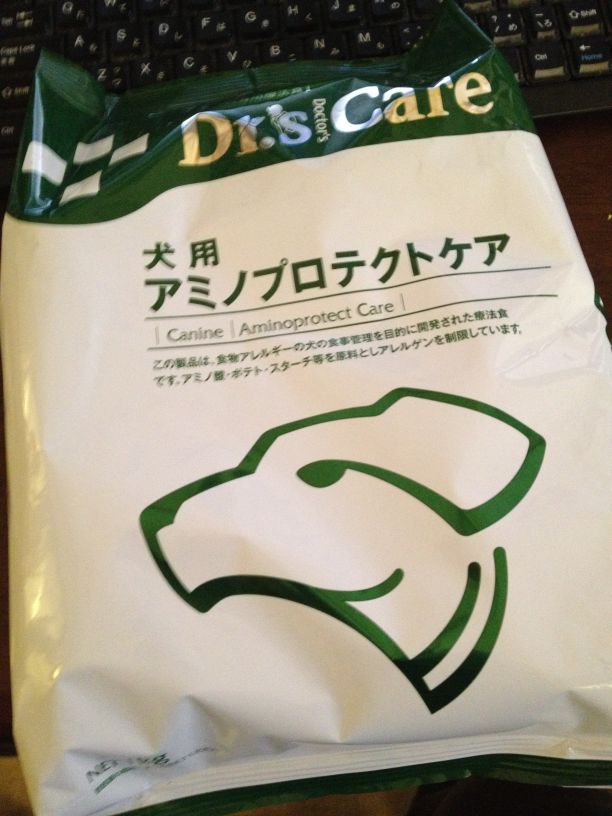 Dr.'s Care
Doctor's
犬用
アミノプロテクトケア
Canine | Aminoprotect Care
この製品は、食物アレルギーの犬の食事管理を目的に開発された療法食
です。アミノ酸・ポテト・スターチ等を原料としアレルゲンを制限しています。
NET